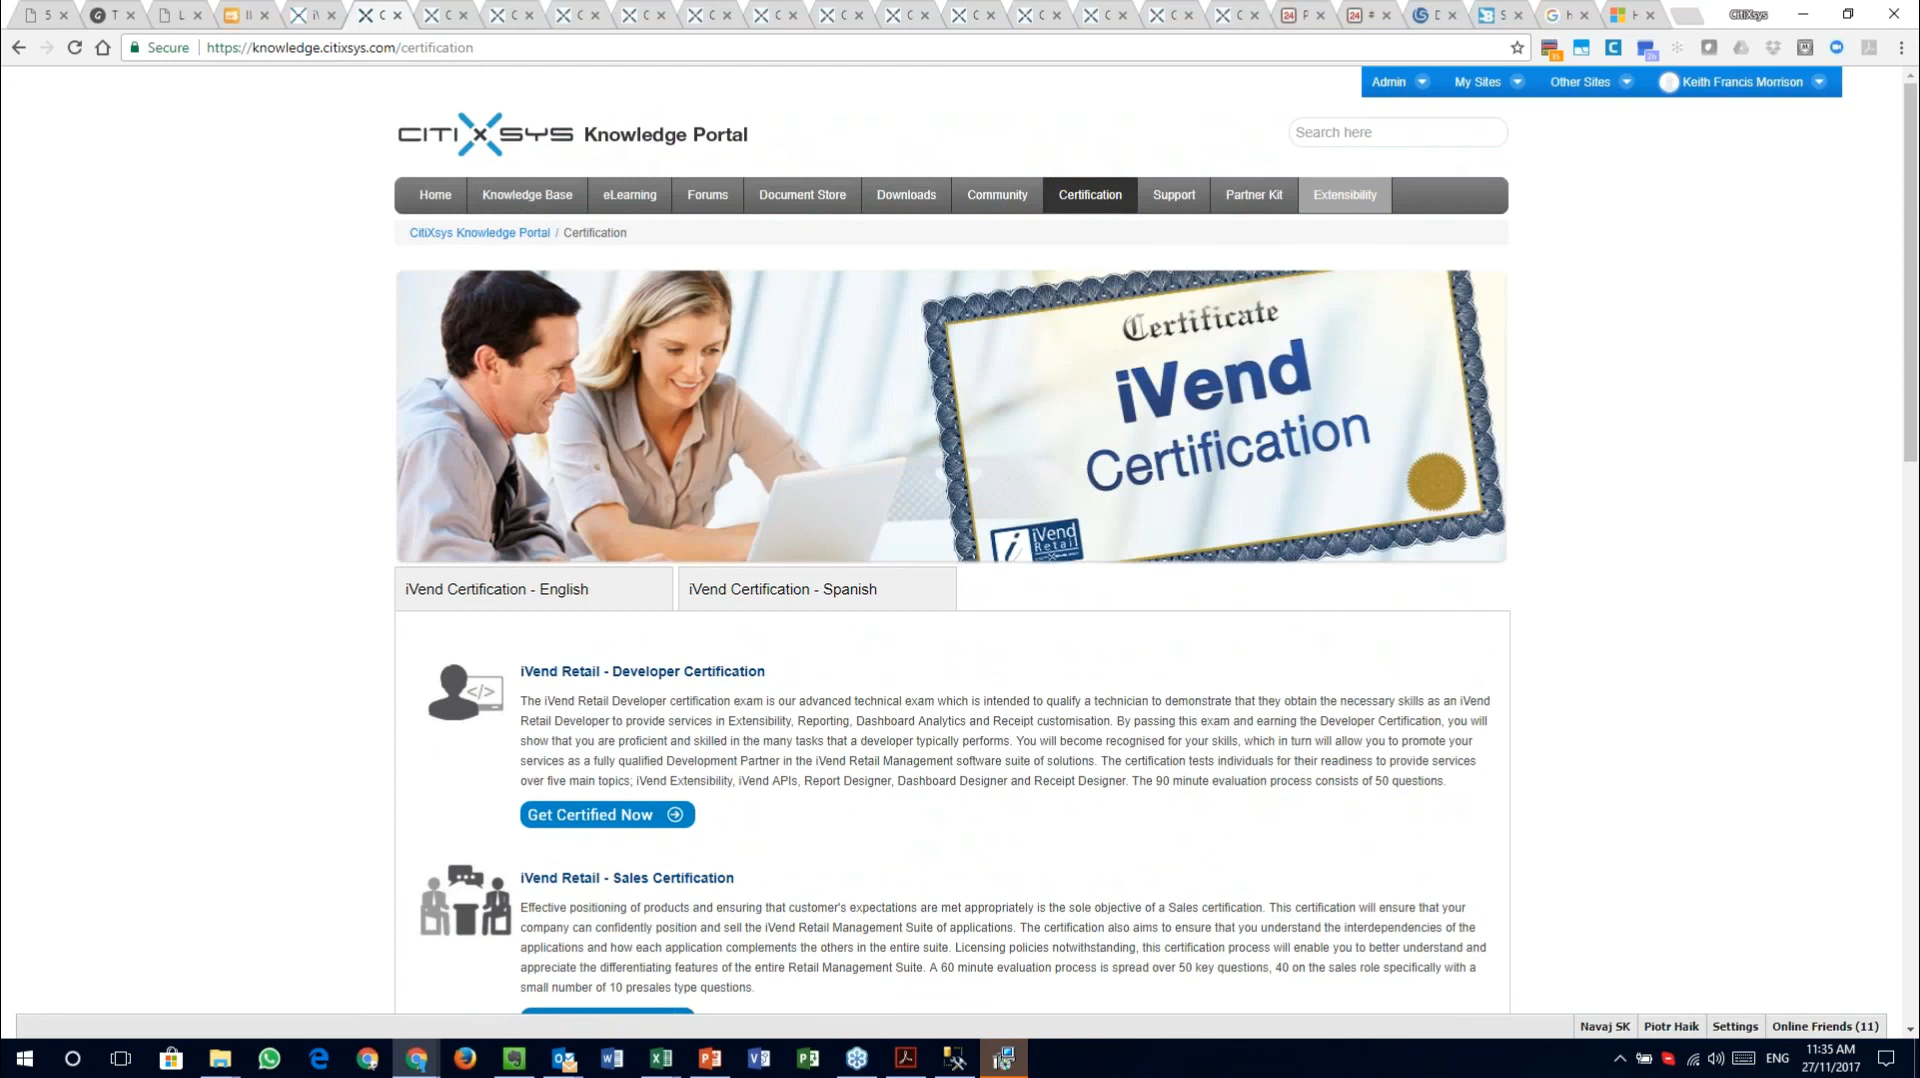 Secure https://knowledge.citixsys.com/certification
CitiXsys
Admin My Sites Other Sites Keith Francis Morrison
CITIXSYS Knowledge Portal
Search here
Home Knowledge Base eLearning Forums Document Store Downloads Community Certification Support Partner Kit Extensibility
CitiXsys Knowledge Portal / Certification
Certificate
iVend
Certification
iVend
Retail
iVend Certification - English iVend Certification - Spanish
iVend Retail - Developer Certification
The iVend Retail Developer certification exam is our advanced technical exam which is intended to qualify a technician to demonstrate that they obtain the necessary skills as an iVend
Retail Developer to provide services in Extensibility, Reporting, Dashboard Analytics and Receipt customisation. By passing this exam and earning the Developer Certification, you will
show that you are proficient and skilled in the many tasks that a developer typically performs. You will become recognised for your skills, which in turn will allow you to promote your
services as a fully qualified Development Partner in the iVend Retail Management software suite of solutions. The certification tests individuals for their readiness to provide services
over five main topics; iVend Extensibility, iVend APIs, Report Designer, Dashboard Designer and Receipt Designer. The 90 minute evaluation process consists of 50 questions.
Get Certified Now
iVend Retail - Sales Certification
Effective positioning of products and ensuring that customer's expectations are met appropriately is the sole objective of a Sales certification. This certification will ensure that your
company can confidently position and sell the iVend Retail Management Suite of applications. The certification also aims to ensure that you understand the interdependencies of the
applications and how each application complements the others in the entire suite. Licensing policies notwithstanding, this certification process will enable you to better understand and
appreciate the differentiating features of the entire Retail Management Suite. A 60 minute evaluation process is spread over 50 key questions, 40 on the sales role specifically with a
small number of 10 presales type questions.
Navaj SK Piotr Haik Settings Online Friends (11)
ENG
11:35 AM
27/11/2017